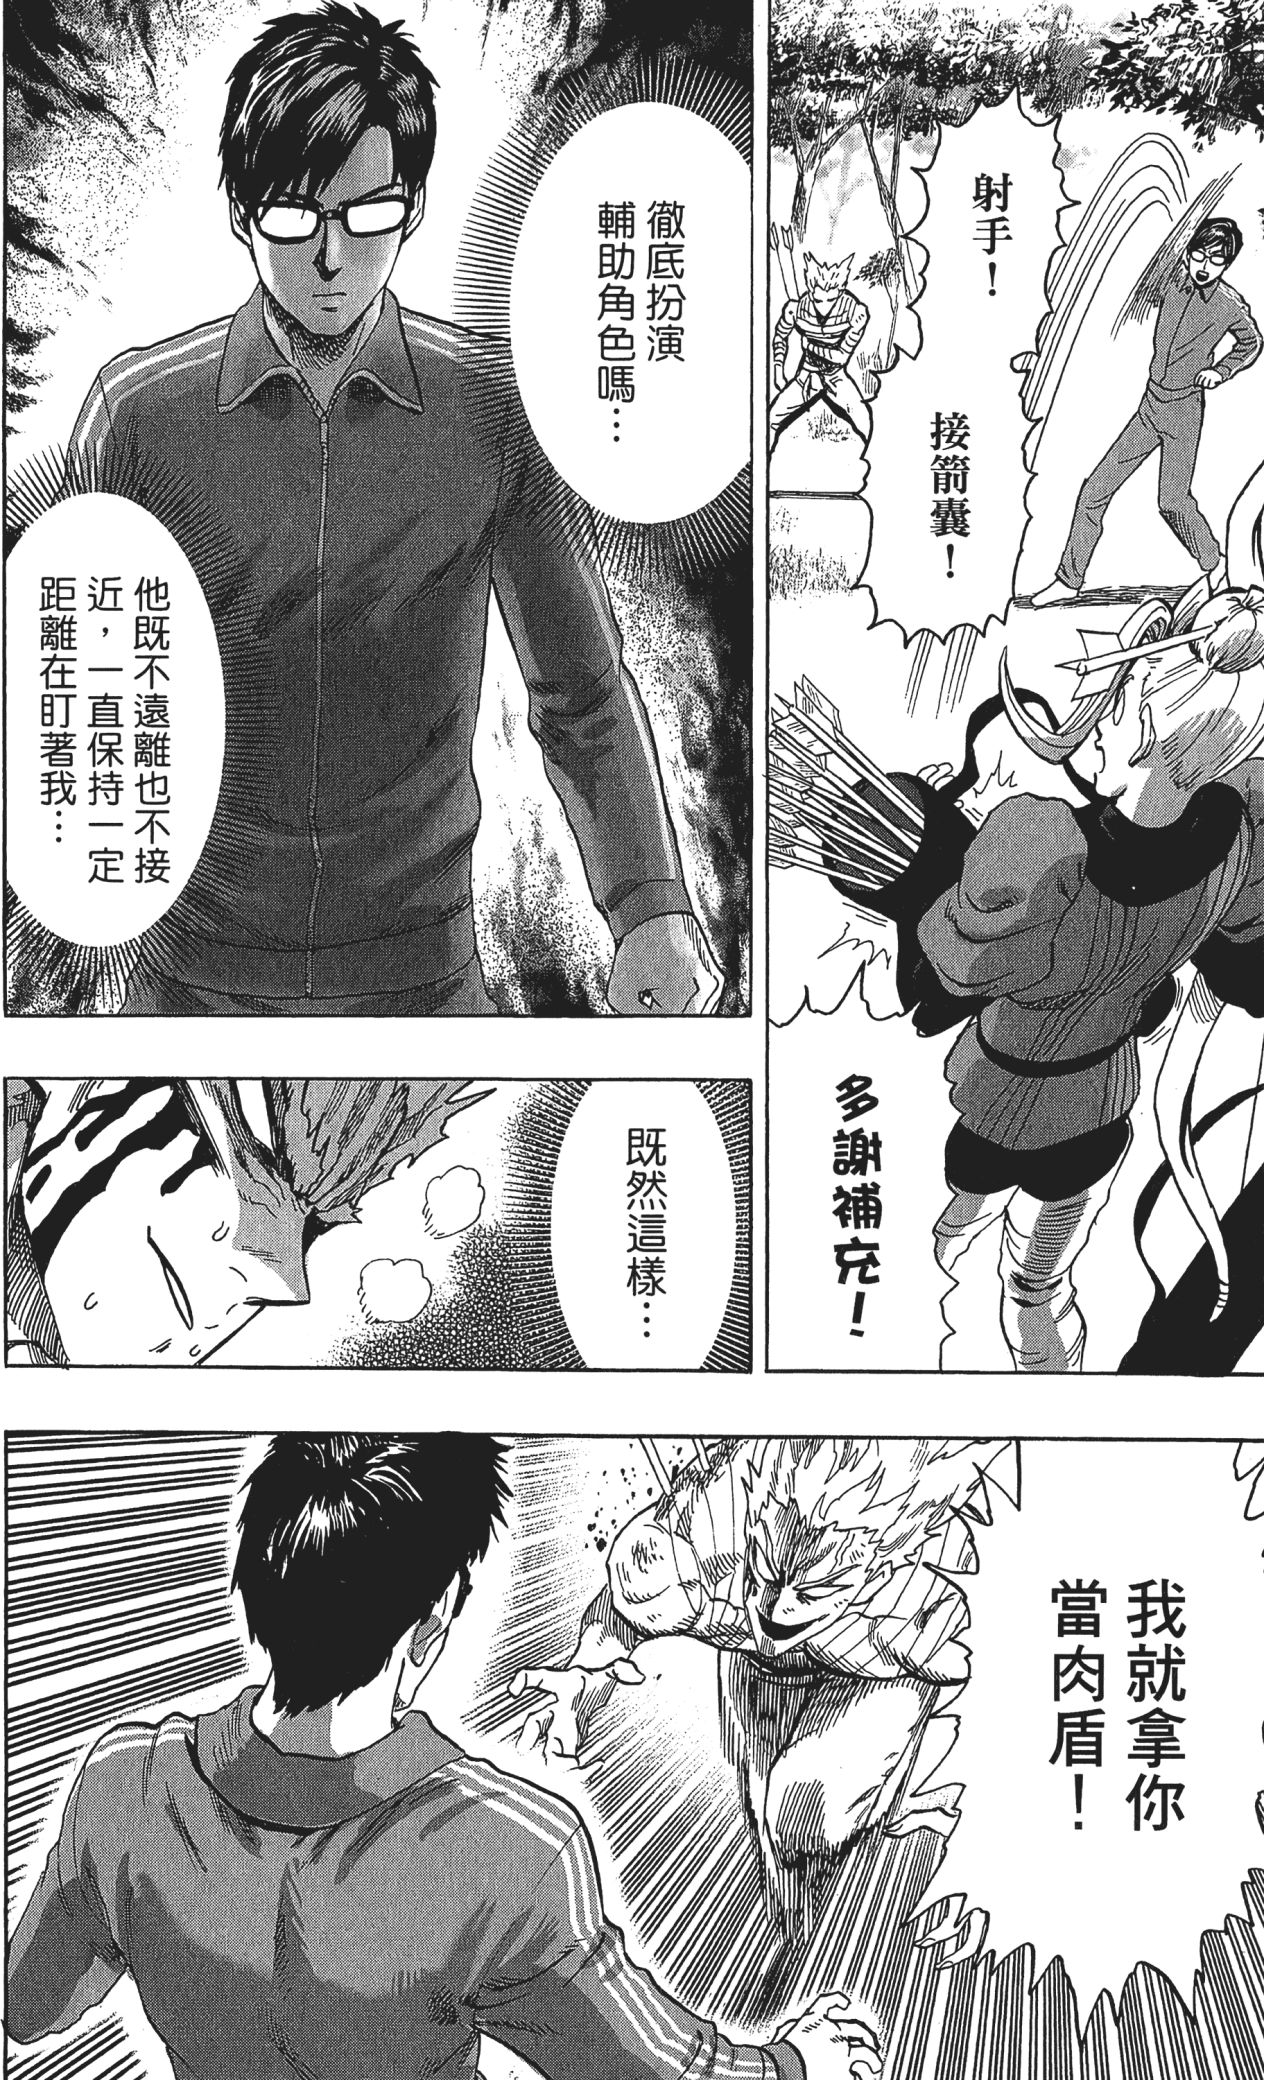 射手！
接箭囊！
多謝補充！
徹底扮演
輔助角色嗎…
他既不遠離也不接
近，一直保持一定
距離在盯著我…
既然這樣…
我就拿你
當肉盾！